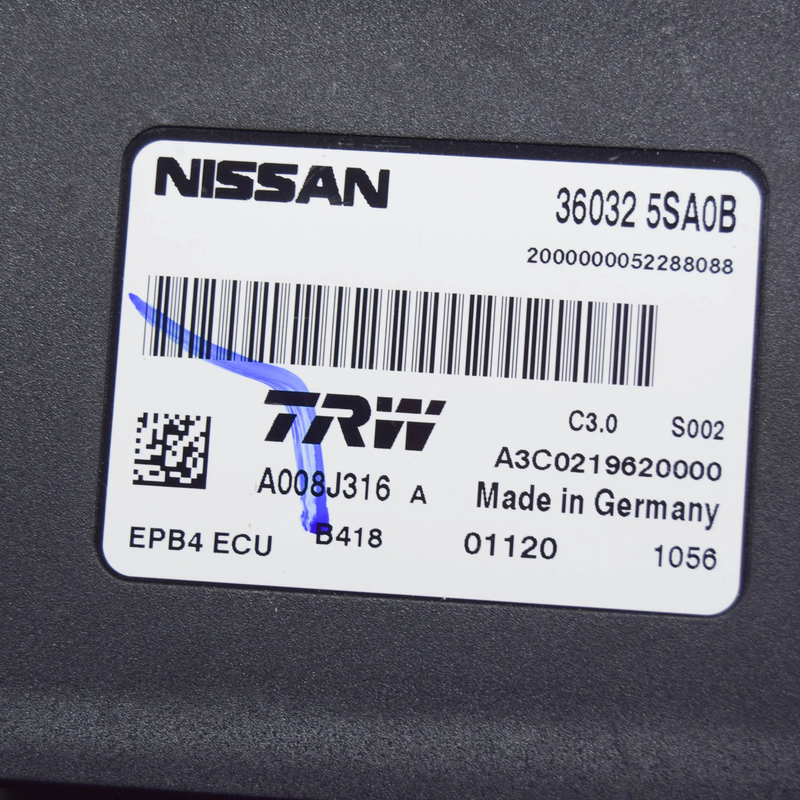 NISSAN
36032 5SA0B
2000000052288088
TRW
C3.0 S002
A3C0219620000
A008J316 A
Made in Germany
EPB4 ECU B418 01120 1056